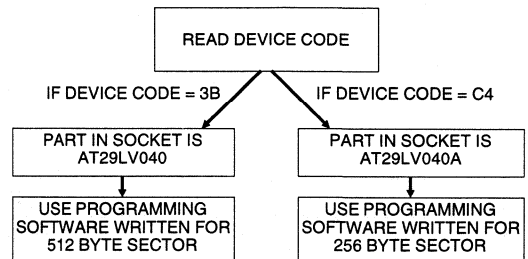 READ DEVICE CODE
IF DEVICE CODE = 3B
IF DEVICE CODE = C4
PART IN SOCKET IS
AT29LV040
PART IN SOCKET IS
AT29LV040A
USE PROGRAMMING
SOFTWARE WRITTEN FOR
512 BYTE SECTOR
USE PROGRAMMING
SOFTWARE WRITTEN FOR
256 BYTE SECTOR